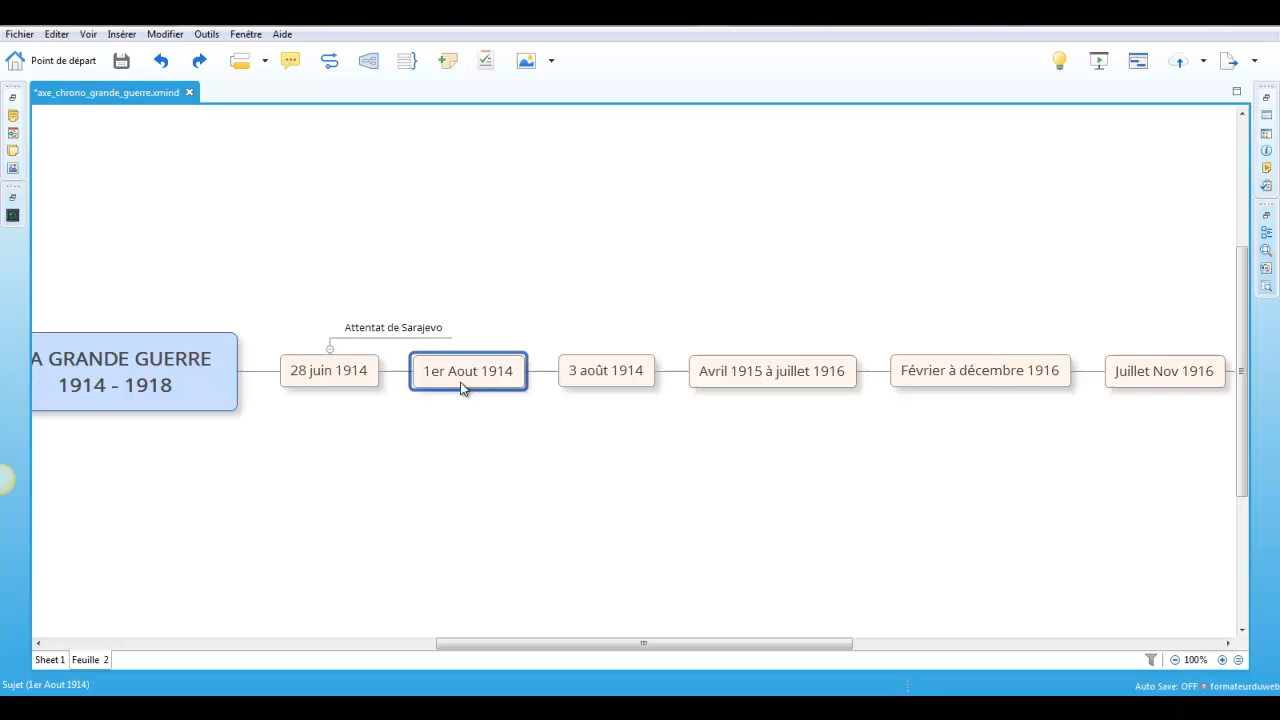 Fichier Editer Voir Insérer Modifier Outils Fenêtre Aide
Point de départ
*axe_chrono_grande_guerre.xmind
Attentat de Sarajevo
A GRANDE GUERRE
1914 - 1918
28 juin 1914
1er Aout 1914
3 août 1914
Avril 1915 à juillet 1916
Février à décembre 1916
Juillet Nov 1916
Sheet 1 Feuille 2
100%
Sujet (1er Aout 1914)
Auto Save: OFF formateurduweb